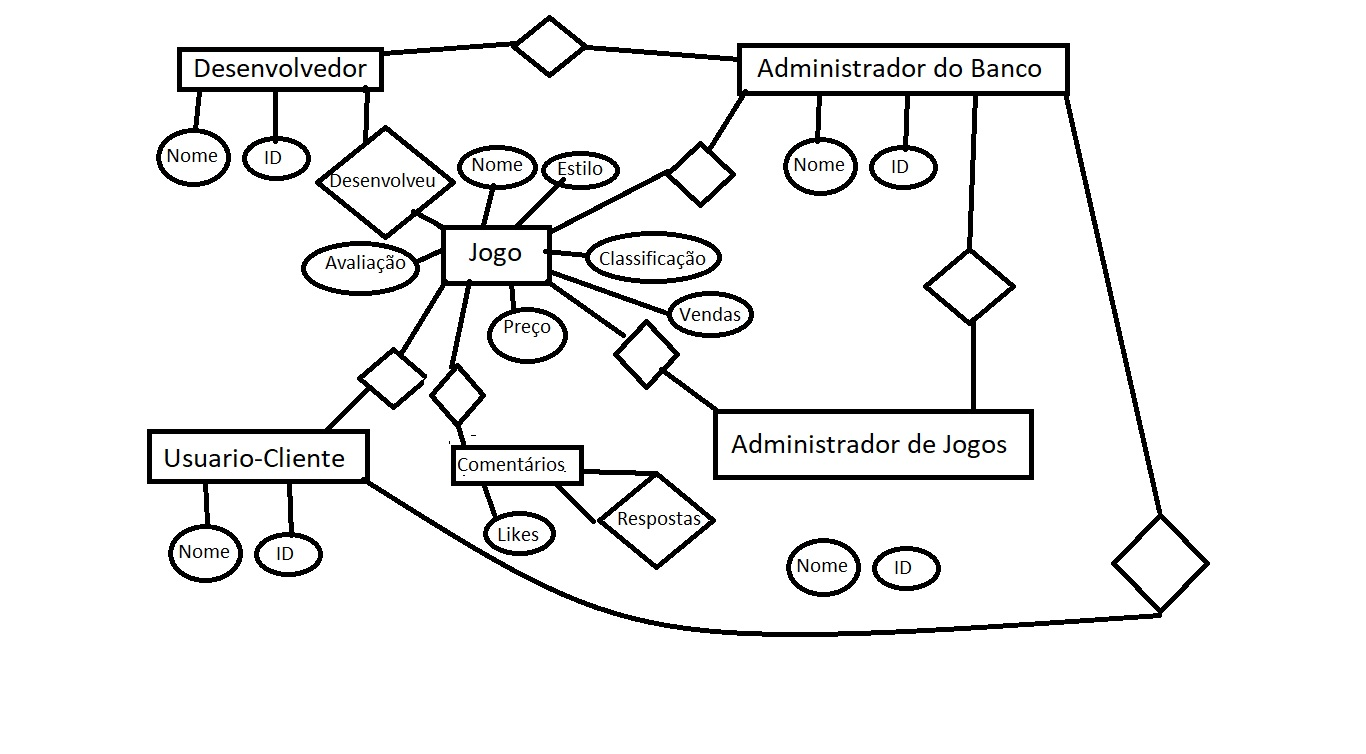 Desenvolvedor
Administrador do Banco
Nome
ID
Desenvolveu
Nome
Estilo
Nome
ID
Avaliação
Jogo
Classificação
Vendas
Preço
Usuario-Cliente
Comentários
Administrador de Jogos
Nome
ID
Likes
Respostas
Nome
ID